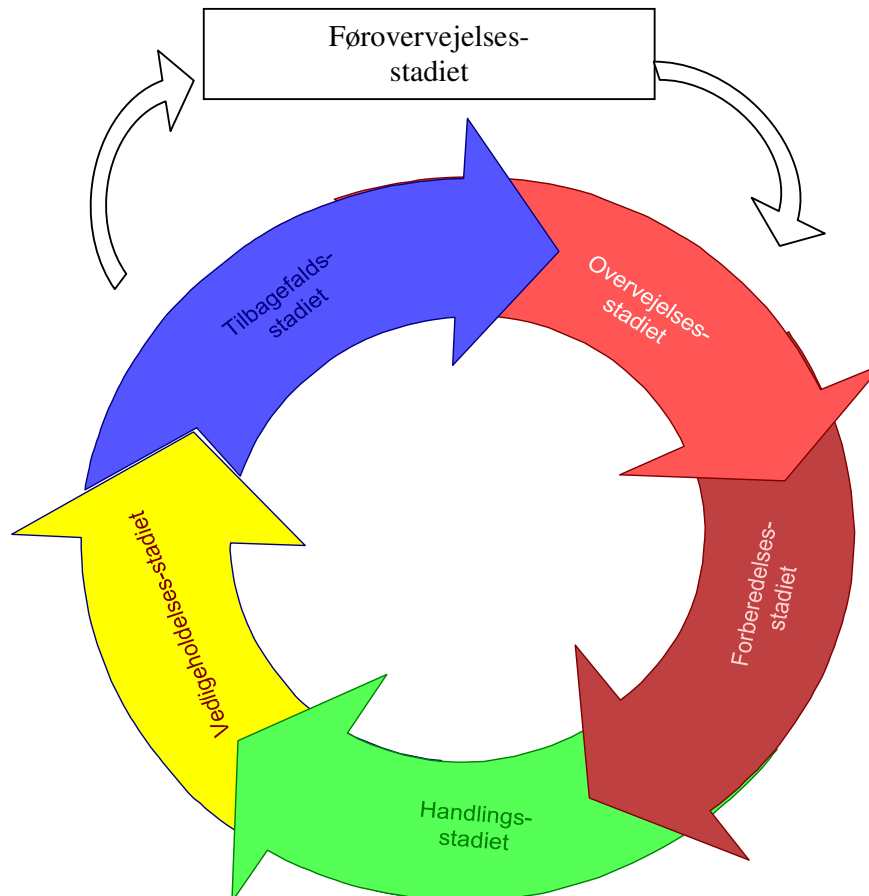 Førovervejelses-
stadiet
Tilbagefalds-
stadiet
Overvejelses-
stadiet
Forberedelses-
stadiet
Vedligeholdelses-stadiet
Handlings-
stadiet